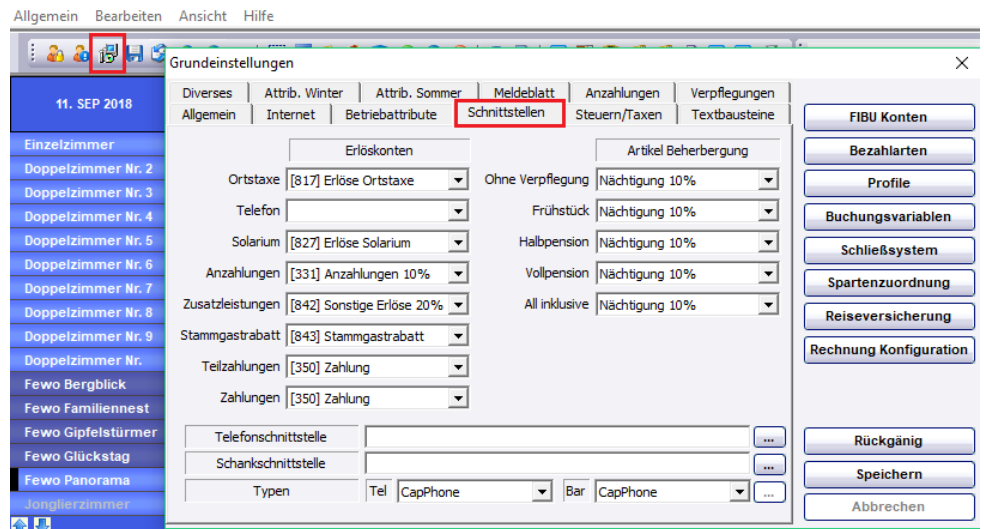 Allgemein Bearbeiten Ansicht Hilfe
Grundeinstellungen
11. SEP 2018
Einzelzimmer
Doppelzimmer Nr. 2
Doppelzimmer Nr. 3
Doppelzimmer Nr. 4
Doppelzimmer Nr. 5
Doppelzimmer Nr. 6
Doppelzimmer Nr. 7
Doppelzimmer Nr. 8
Doppelzimmer Nr. 9
Doppelzimmer Nr.
Fewo Bergblick
Fewo Familiennest
Fewo Gipfelstürmer
Fewo Glückstag
Fewo Panorama
Jonglierzimmer
Diverses Attrib. Winter Attrib. Sommer Meldeblatt Anzahlungen Verpflegungen
Allgemein Internet Betriebattribute Schnittstellen Steuern/Taxen Textbausteine
Erlöskonten Artikel Beherbergung
Ortstaxe [817] Erlöse Ortstaxe Ohne Verpflegung Nächtigung 10%
Telefon Frühstück Nächtigung 10%
Solarium [827] Erlöse Solarium Halbpension Nächtigung 10%
Anzahlungen [331] Anzahlungen 10% Vollpension Nächtigung 10%
Zusatzleistungen [842] Sonstige Erlöse 20% All inklusive Nächtigung 10%
Stammgastrabatt [843] Stammgastrabatt
Teilzahlungen [350] Zahlung
Zahlungen [350] Zahlung
Telefonschnittstelle ...
Schankschnittstelle ...
Typen Tel CapPhone Bar CapPhone ...
FIBU Konten
Bezahlarten
Profile
Buchungsvariablen
Schließsystem
Spartenzuordnung
Reiseversicherung
Rechnung Konfiguration
Rückgänig
Speichern
Abbrechen